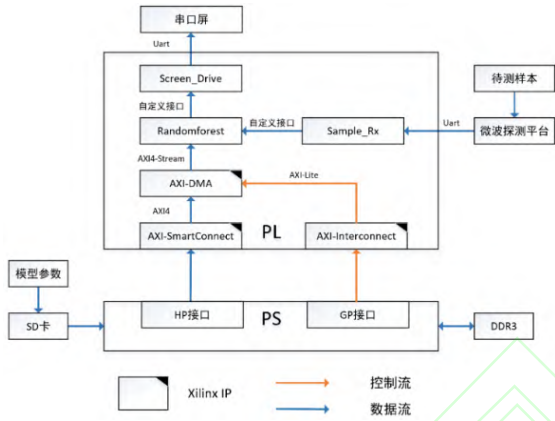 串口屏
Uart
Screen_Drive
待测样本
自定义接口
Randomforest
自定义接口
Sample_Rx
Uart
微波探测平台
AXI4-Stream
AXI-DMA
AXI-Lite
AXI4
AXI-SmartConnect
PL
AXI-Interconnect
模型参数
SD卡
HP接口
PS
GP接口
DDR3
Xilinx IP
控制流
数据流